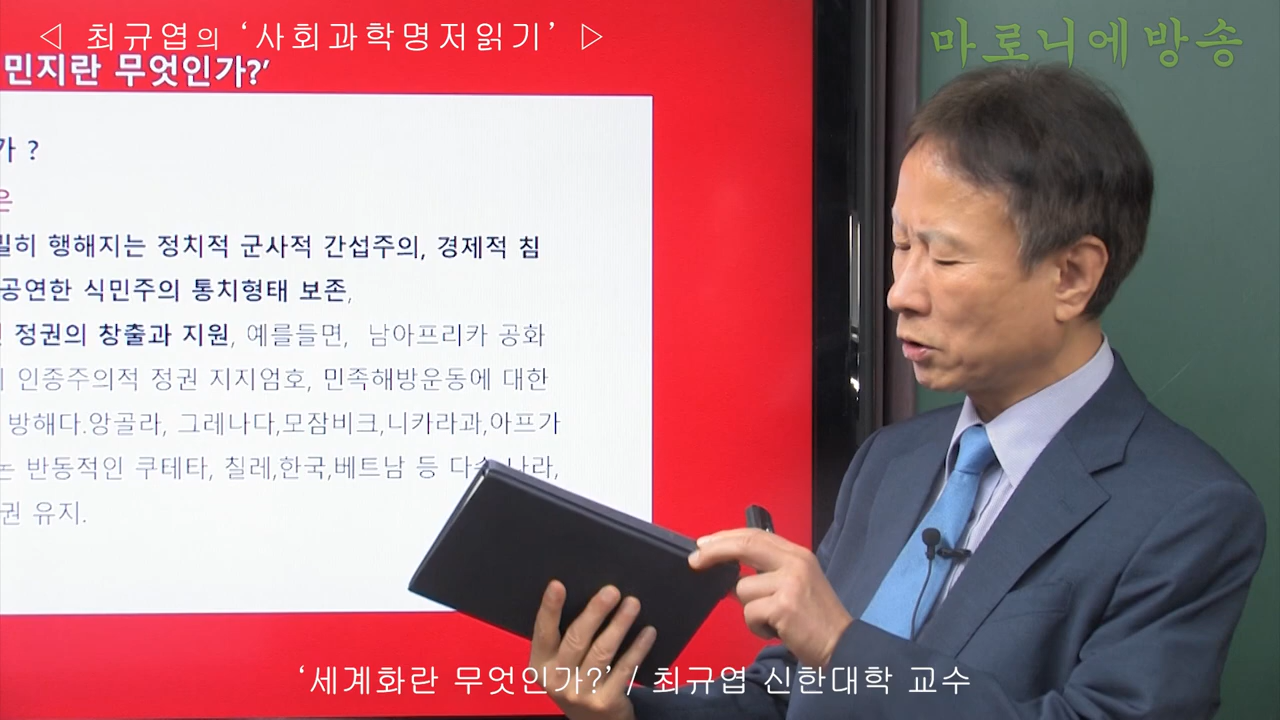 ◁ 최규엽의 ‘사회과학명저읽기’ ▷
마로니에방송
민지란 무엇인가?’
가 ?
은
밀히 행해지는 정치적 군사적 간섭주의, 경제적 침
공연한 식민주의 통치형태 보존,
정권의 창출과 지원, 예를들면, 남아프리카 공화
인종주의적 정권 지지엄호, 민족해방운동에 대한
방해다.앙골라, 그레나다,모잠비크,니카라과,아프가
논 반동적인 쿠테타, 칠레,한국,베트남 등 다수 나라,
권 유지.
‘세계화란 무엇인가?’ / 최규엽 신한대학 교수